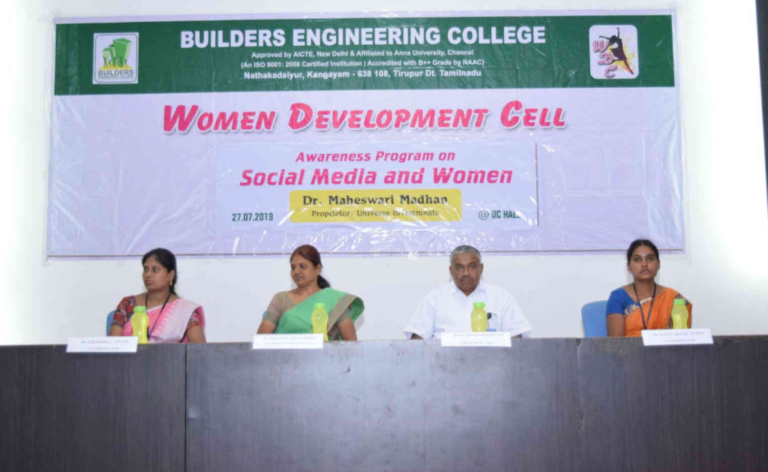 BUILDERS ENGINEERING COLLEGE
Approved by AICTE, New Delhi & Affiliated to Anna University, Chennai
(An ISO 9001: 2008 Certified Institution | Accredited with B++ Grade by NAAC)
Nathakadaiyur, Kangayam - 638 108, Tirupur Dt. Tamilnadu
BUILDERS
WDC
WOMEN DEVELOPMENT CELL
Awareness Program on
Social Media and Women
Dr. Maheswari Madhan
Proprietor, Universe Investments
27.07.2019
@ DC HALL